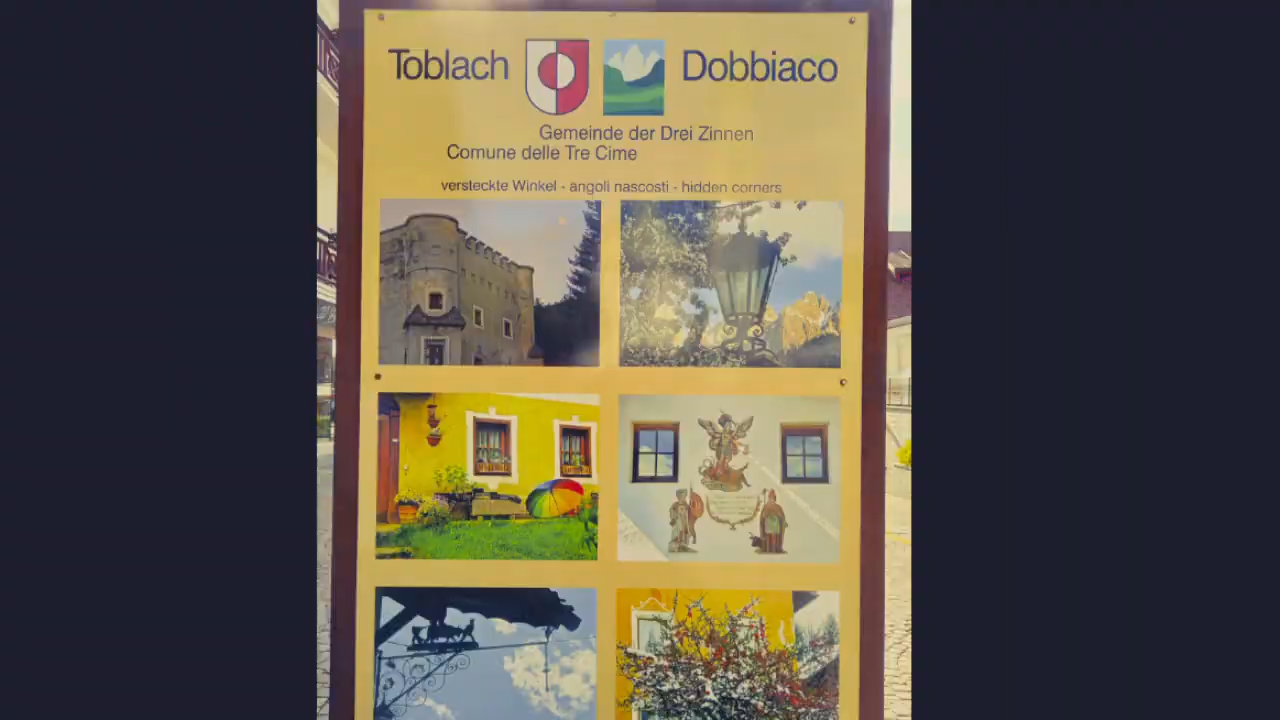 Toblach Dobbiaco
Gemeinde der Drei Zinnen
Comune delle Tre Cime
versteckte Winkel - angoli nascosti - hidden corners